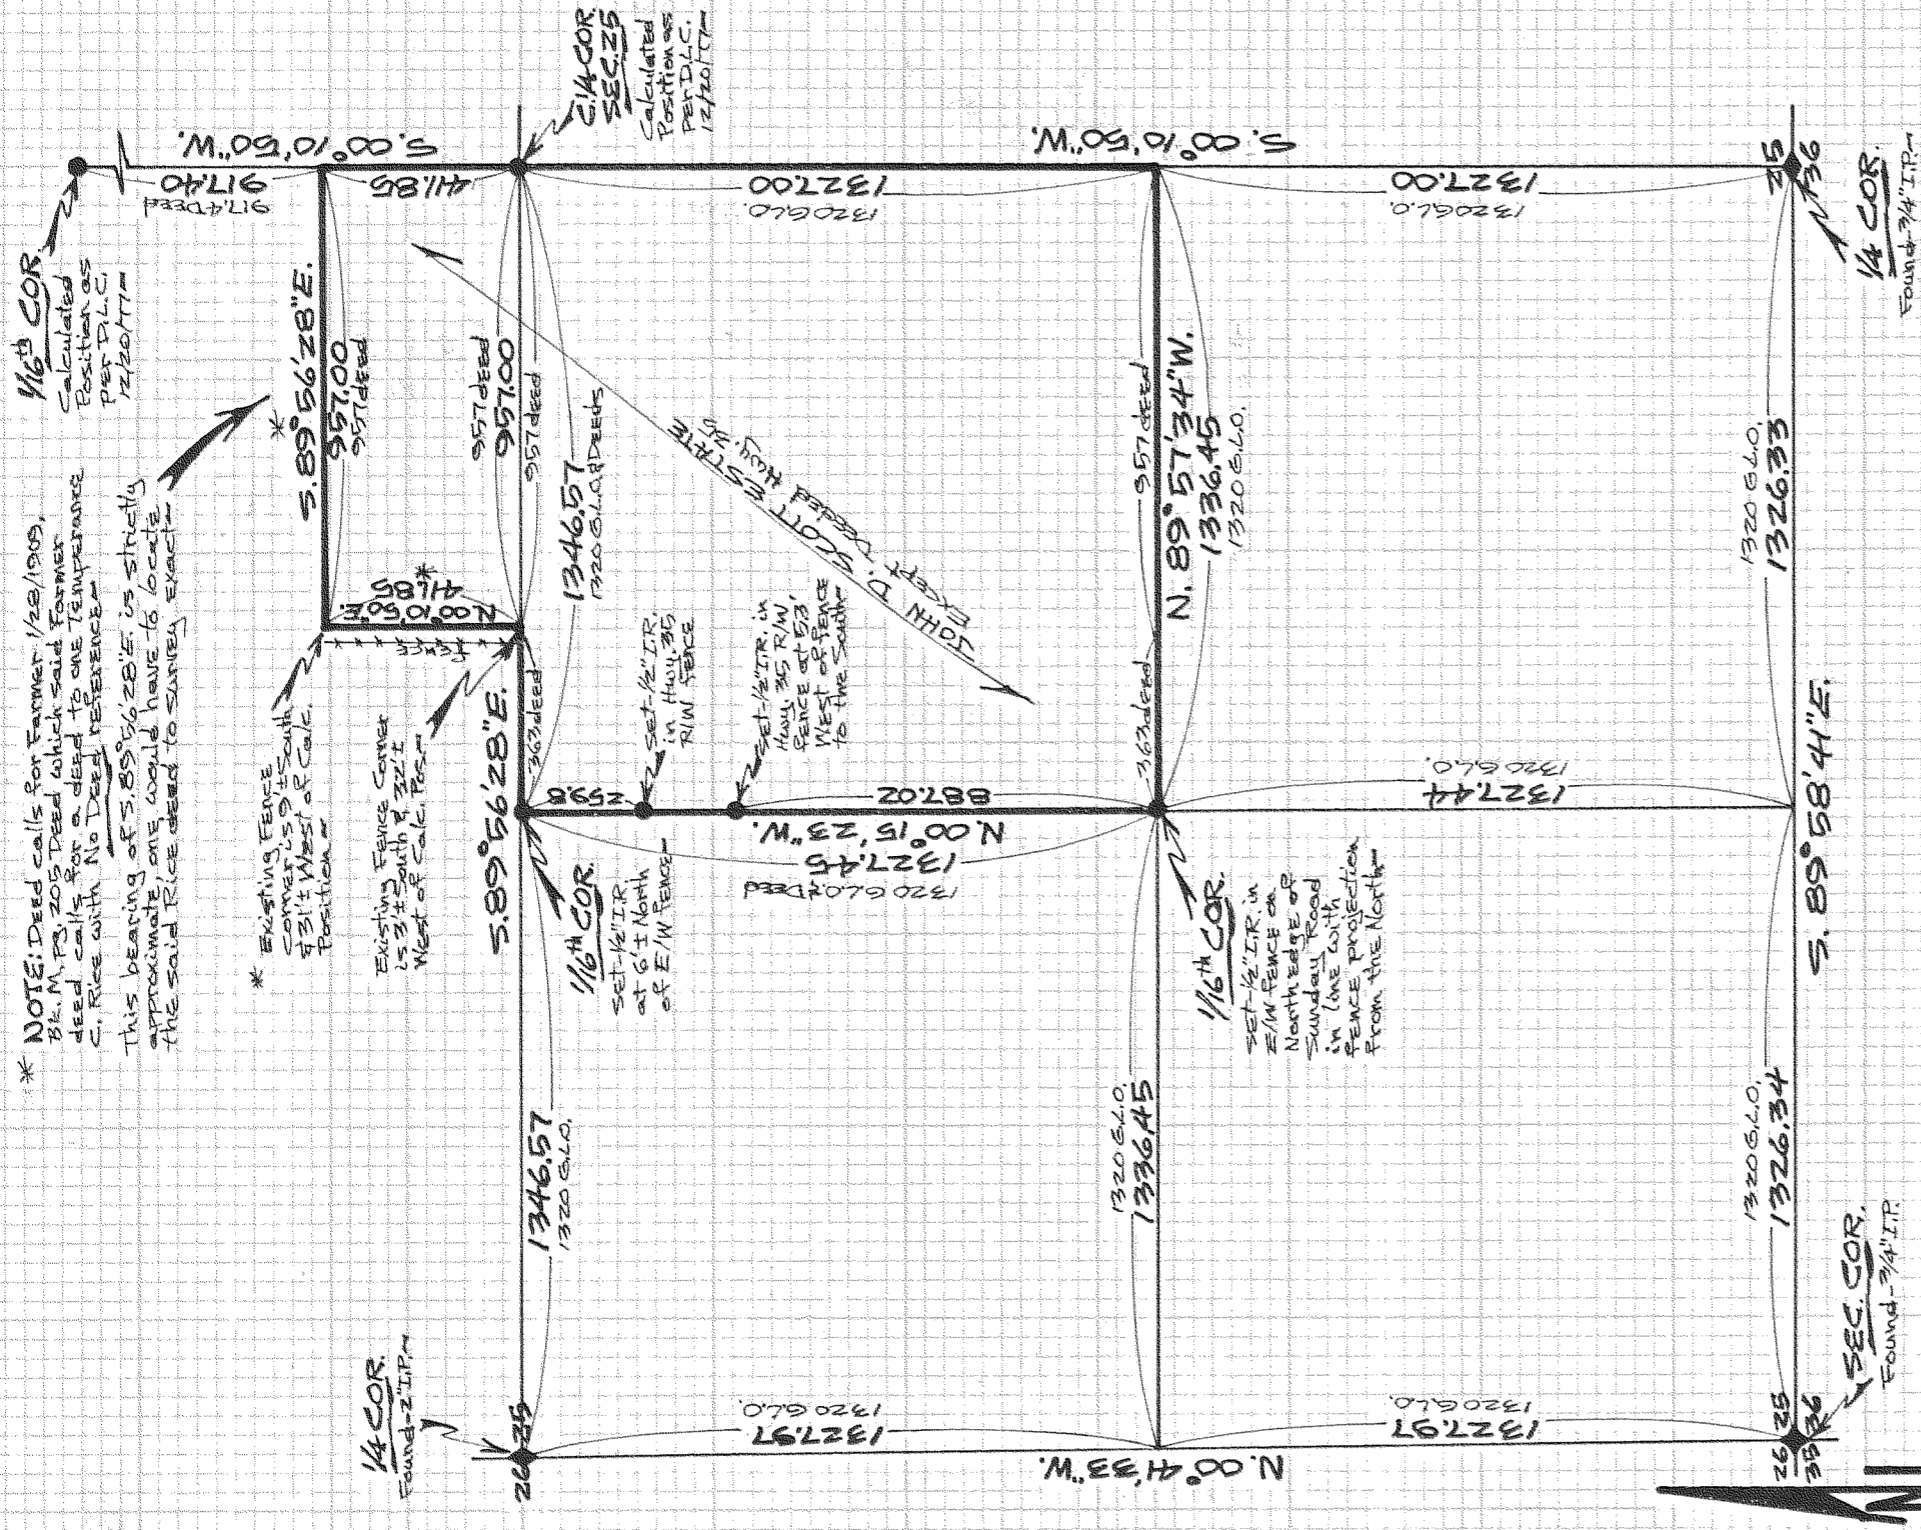 * NOTE: Deed calls for Farmer 1/28/1909,
Bk. M, pg. 205 Deed which said Farmer
deed calls for a deed to one Temperance
C. Rice with No Deed reference~
This bearing of S.89°56'28"E. is strictly
approximate, one would have to locate
the said Rice deed to survey exact~
1/16th COR.
Calculated
Position as
per D.L.C.
12/20/77~
917.40
917.4 Deed
S. 00°10'50"W.
411.85
*
S.89°56'28"E.
957.00
957 deed
* Existing Fence
corner is 9'± South
& 31'± West of Calc.
Position~
N.00°10'50"E.
411.85
*
fence
Existing Fence Corner
is 3'± South & 32'±
West of Calc. Pos.~
C.1/4 COR.
SEC. 25
Calculated
Position as
per D.L.C.
12/20/77~
957 deed
957.00
957 deed
1346.57
1320 G.L.O. & Deeds
S.89°56'28"E.
363 deed
1/4 COR.
Found-2"I.P.~
26 25
1346.57
1320 G.L.O.
1/16th COR.
set-1/2"I.R.
at 6'± North
of E/W Fence~
259.8
Set-1/2"I.R.
in Hwy. 35
R/W Fence
Set-1/2"I.R. in
Hwy. 35 R/W
Fence at 53'
West of fence
to the South~
887.02
N.00°15'23"W.
1327.45
1320 G.L.O. & Deed
JOHN D. SCOTT ESTATE
EXCEPT Deeded Hwy. 35
1327.00
1320 G.L.O.
S. 00°10'50"W.
957 deed
363 deed
N. 89°57'34"W.
1336.45
1320 G.L.O.
1320 G.L.O.
1336.45
1/16th COR.
Set-1/2"I.R. in
E/W Fence on
North edge of
Sunday Road
in line with
fence projection
from the North~
1327.97
1320 G.L.O.
N. 00°41'33"W.
1327.97
1320 G.L.O.
1320 G.L.O.
1327.44
1327.00
1320 G.L.O.
1320 G.L.O.
1326.34
1320 G.L.O.
1326.33
S. 89°58'41"E.
26 25
35 36
SEC. COR.
Found-3/4"I.P.
25
36
1/4 COR.
Found-3/4"I.P.~
N